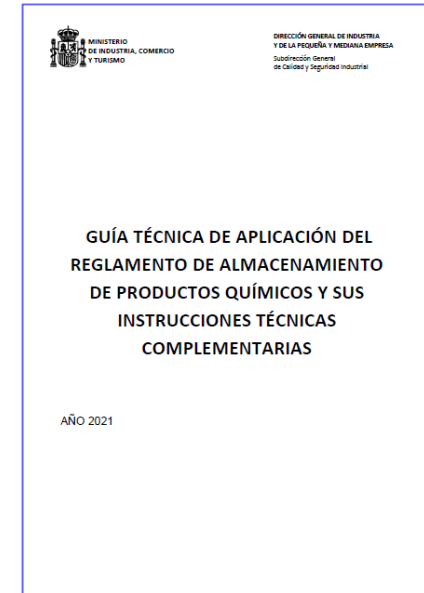 MINISTERIO
DE INDUSTRIA, COMERCIO
Y TURISMO
DIRECCIÓN GENERAL DE INDUSTRIA
Y DE LA PEQUEÑA Y MEDIANA EMPRESA
Subdirección General
de Calidad y Seguridad Industrial
GUÍA TÉCNICA DE APLICACIÓN DEL
REGLAMENTO DE ALMACENAMIENTO
DE PRODUCTOS QUÍMICOS Y SUS
INSTRUCCIONES TÉCNICAS
COMPLEMENTARIAS
AÑO 2021